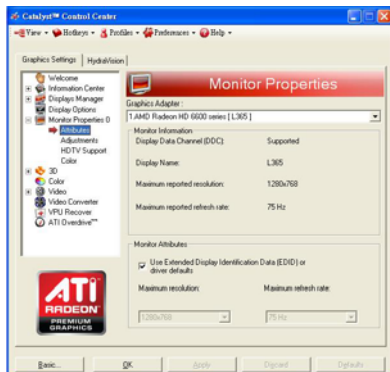 Catalyst™ Control Center
View Hotkeys Profiles Preferences Help
Graphics Settings HydraVision
Welcome
Information Center
Displays Manager
Display Options
Monitor Properties 0
Attributes
Adjustments
HDTV Support
Color
3D
Color
Video
Video Converter
VPU Recover
ATI Overdrive™
ATI
RADEON
PREMIUM
GRAPHICS
Monitor Properties
Graphics Adapter:
1.AMD Radeon HD 6600 series [ L365 ]
Monitor Information
Display Data Channel (DDC): Supported
Display Name: L365
Maximum reported resolution: 1280x768
Maximum reported refresh rate: 75 Hz
Monitor Attributes
Use Extended Display Identification Data (EDID) or
driver defaults
Maximum resolution: Maximum refresh rate:
1280x768 75 Hz
Basic... OK Apply Discard Defaults